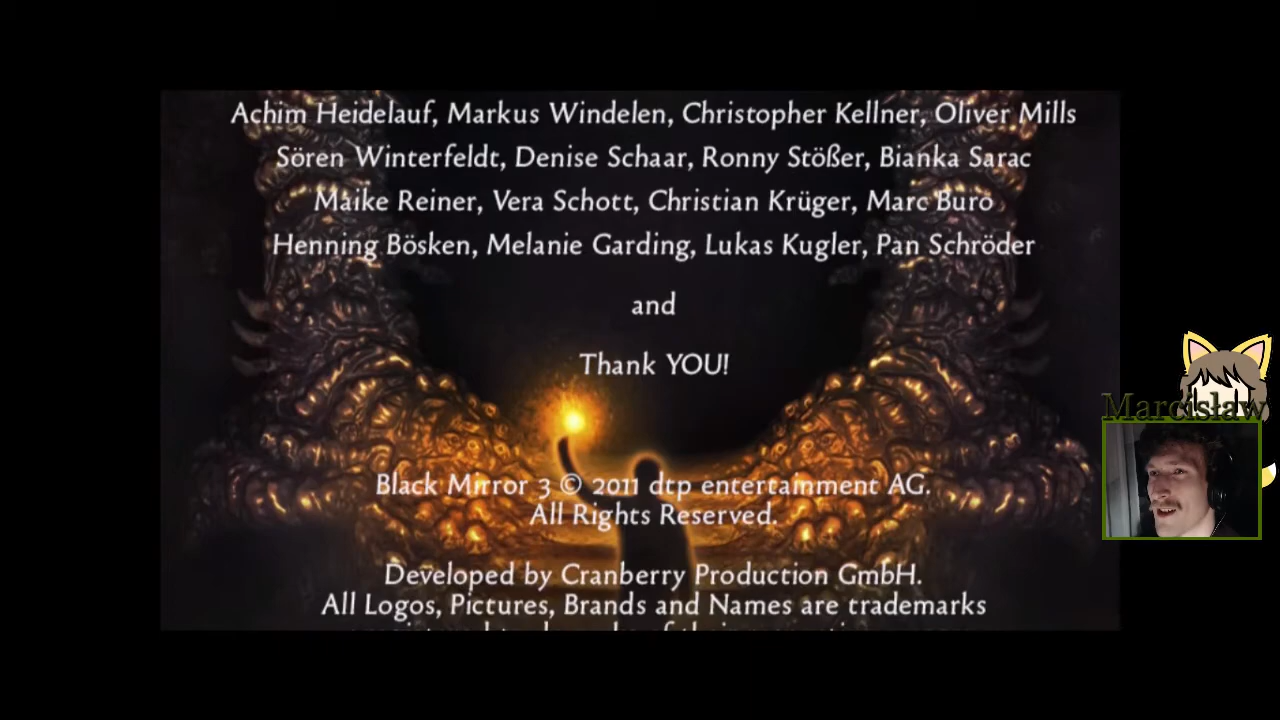 Achim Heidelauf, Markus Windelen, Christopher Kellner, Oliver Mills
Sören Winterfeldt, Denise Schaar, Ronny Stößer, Bianka Sarac
Maike Reiner, Vera Schott, Christian Krüger, Marc Buro
Henning Bösken, Melanie Garding, Lukas Kugler, Pan Schröder
and
Thank YOU!
Marcisław
Black Mirror 3 © 2011 dtp entertainment AG.
All Rights Reserved.
Developed by Cranberry Production GmbH.
All Logos, Pictures, Brands and Names are trademarks